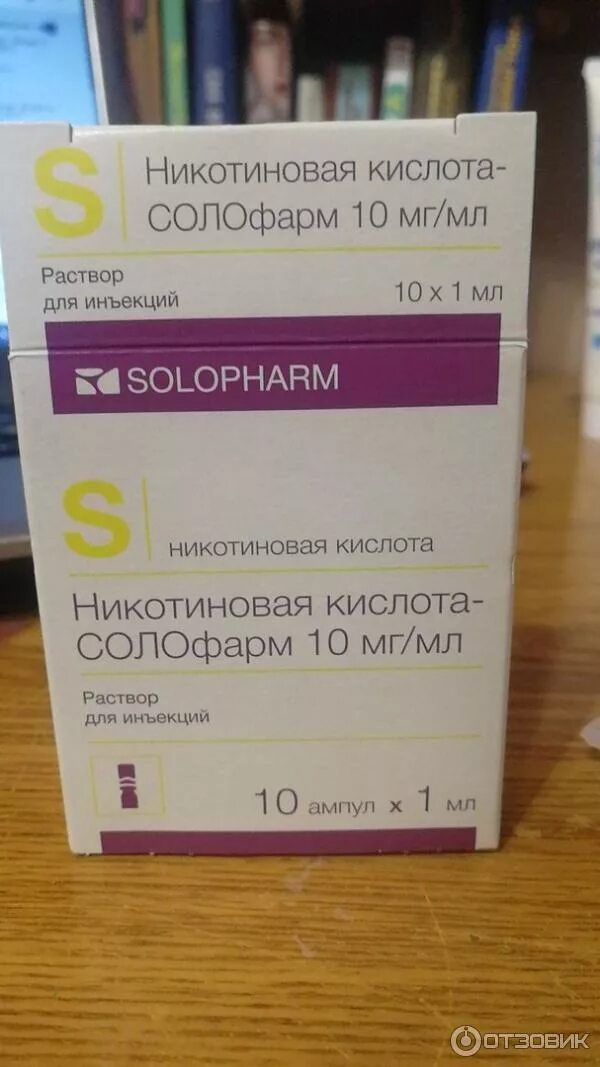 S
Никотиновая кислота-
СОЛОфарм 10 мг/мл
Раствор
для инъекций
10 x 1 мл
SOLOPHARM
S
никотиновая кислота
Никотиновая кислота-
СОЛОфарм 10 мг/мл
Раствор
для инъекций
10 ампул x 1 мл
ОТЗОВИК